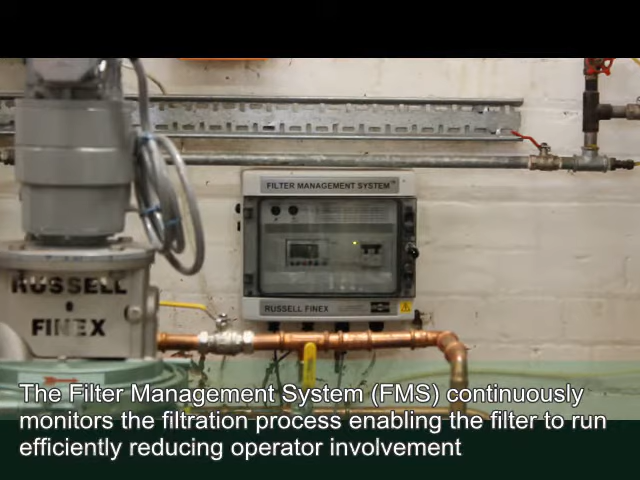 FILTER MANAGEMENT SYSTEM™
RUSSELL FINEX
RUSSELL
FINEX
The Filter Management System (FMS) continuously
monitors the filtration process enabling the filter to run
efficiently reducing operator involvement